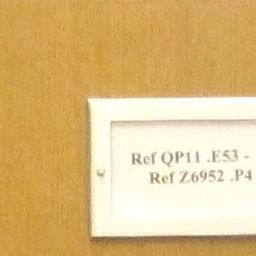 Ref QP11 .E53 -
Ref Z6952 .P4